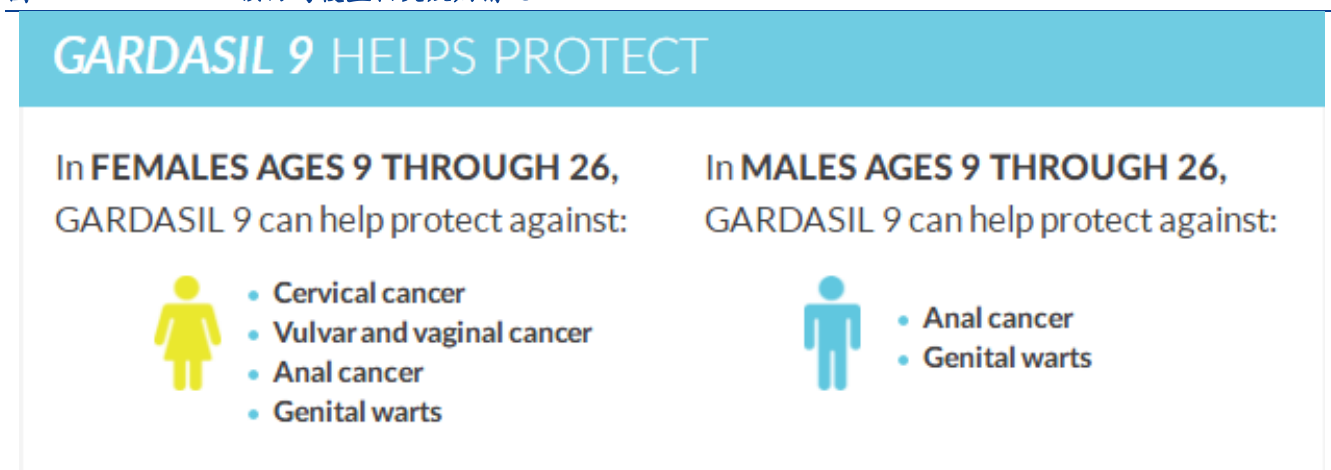 GARDASIL 9 HELPS PROTECT
In FEMALES AGES 9 THROUGH 26,
GARDASIL 9 can help protect against:
• Cervical cancer
• Vulvar and vaginal cancer
• Anal cancer
• Genital warts
In MALES AGES 9 THROUGH 26,
GARDASIL 9 can help protect against:
• Anal cancer
• Genital warts